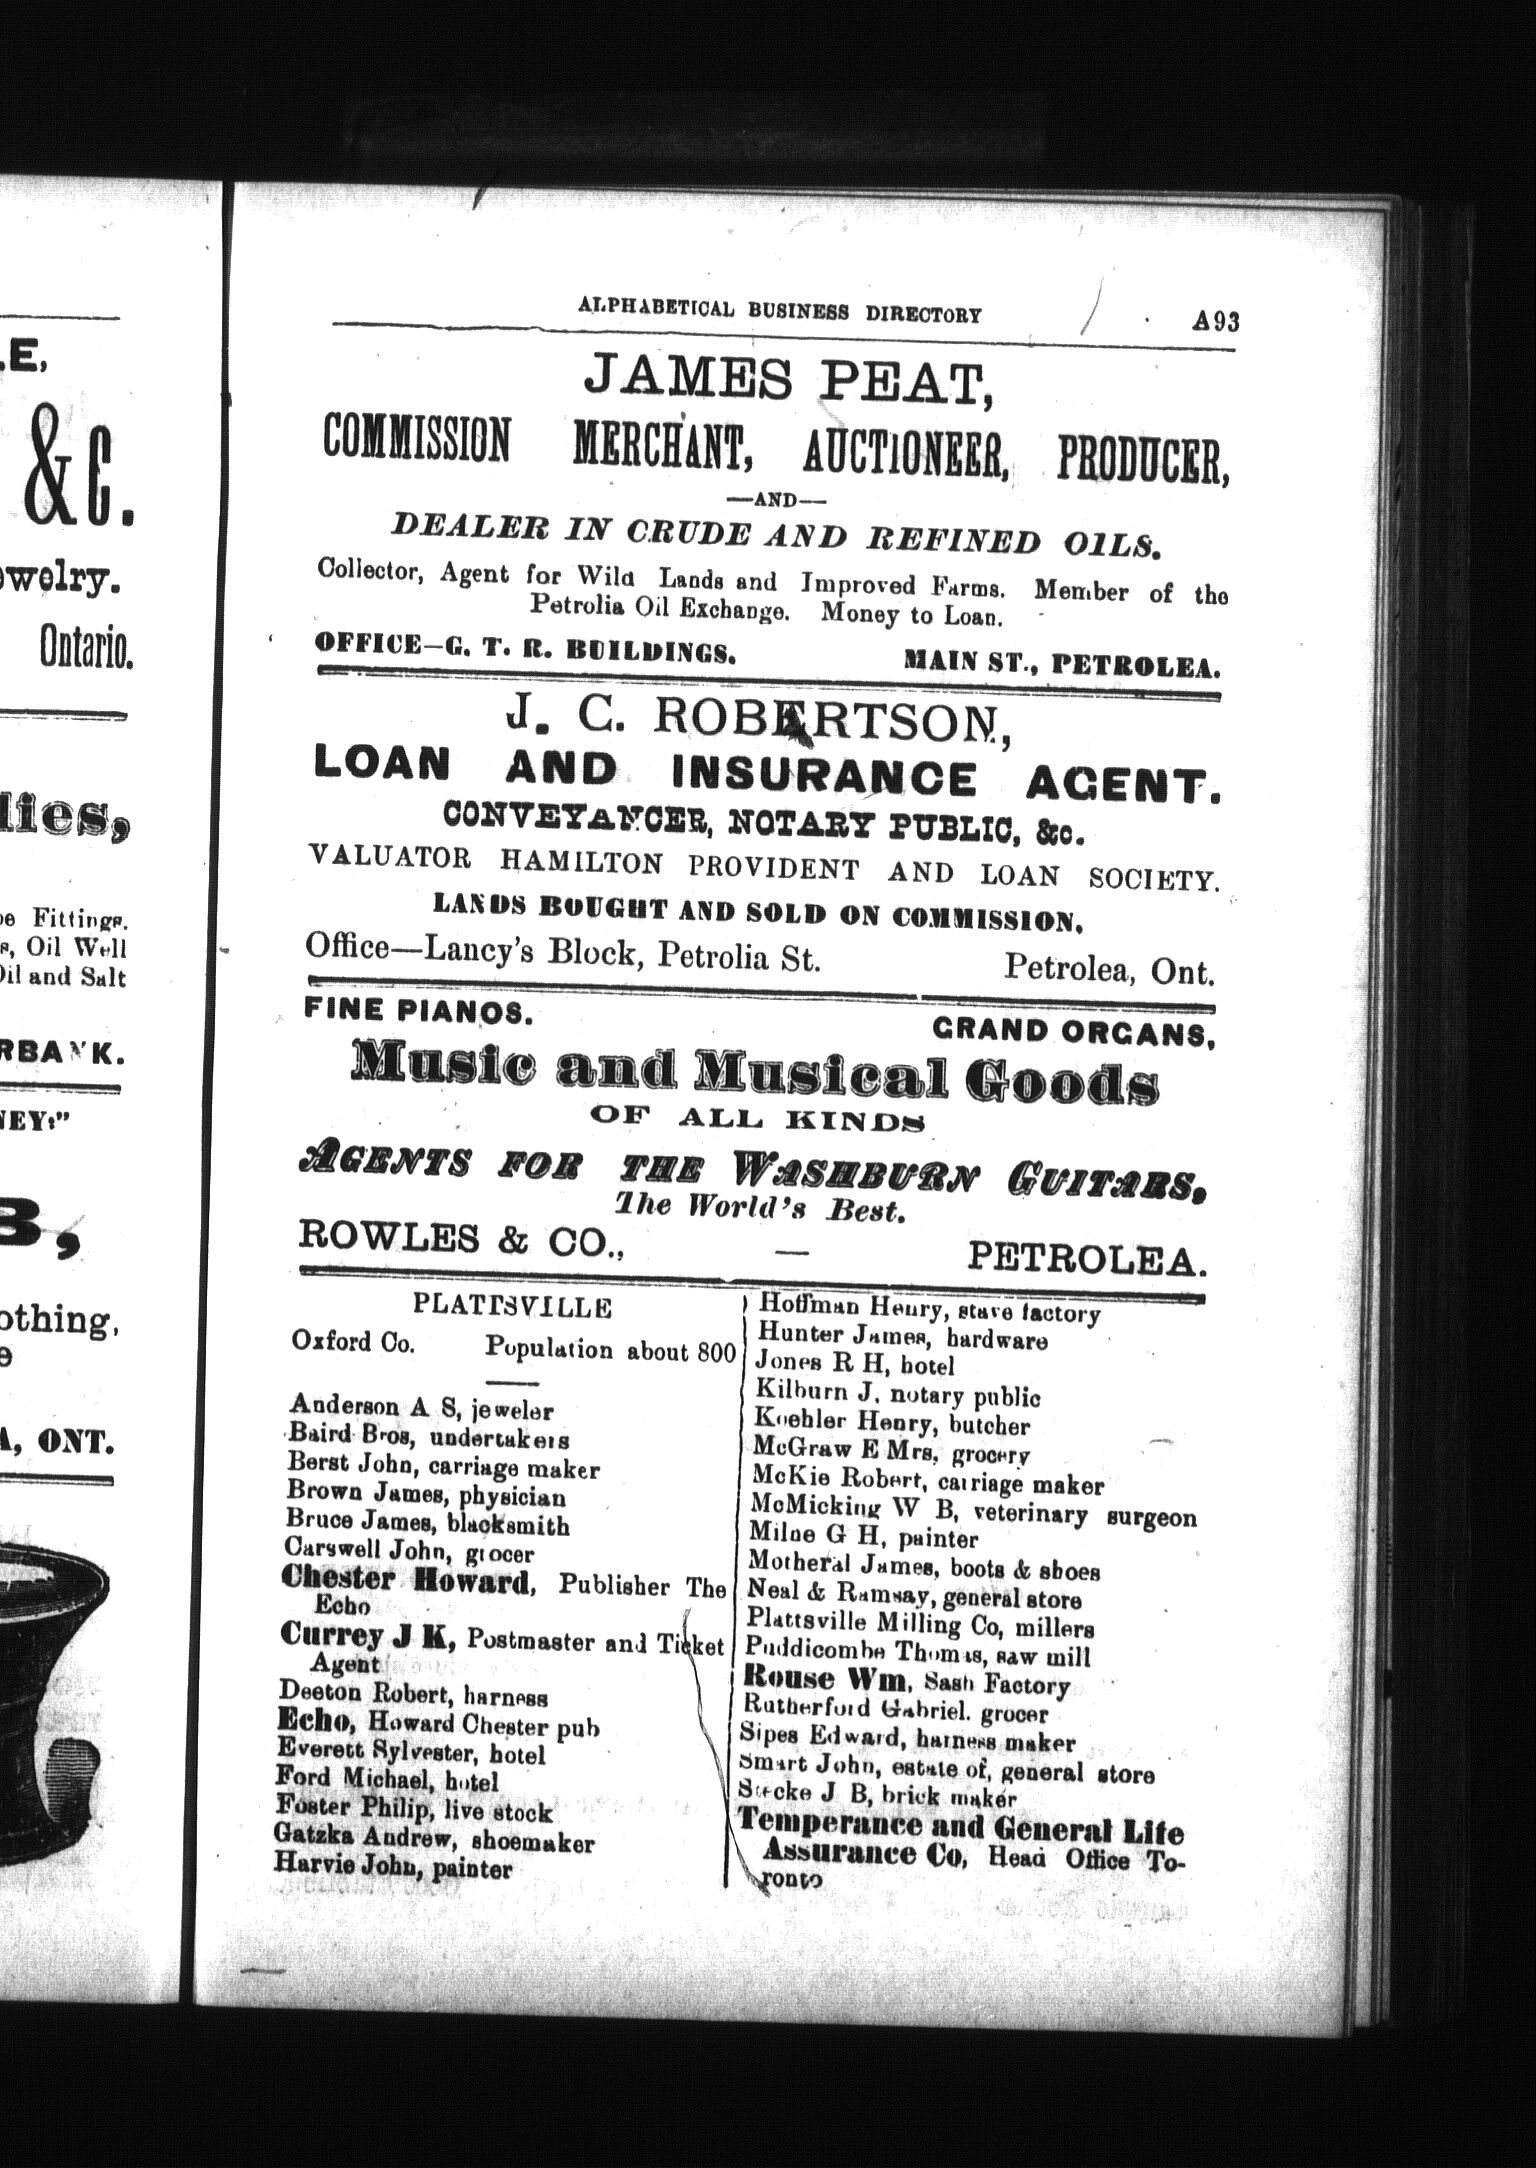 .E,
&C.
ewelry.
Ontario.
lies,
pe Fittings.
s, Oil Well
Oil and Salt
RBANK.
NEY:"
B,
othing,
e
A, ONT.
ALPHABETICAL BUSINESS DIRECTORY A93
JAMES PEAT,
COMMISSION MERCHANT, AUCTIONEER, PRODUCER,
—AND—
DEALER IN CRUDE AND REFINED OILS.
Collector, Agent for Wild Lands and Improved Farms. Member of the
Petrolia Oil Exchange. Money to Loan.
OFFICE—G. T. R. BUILDINGS. MAIN ST., PETROLEA.
J. C. ROBERTSON,
LOAN AND INSURANCE AGENT.
CONVEYANCER, NOTARY PUBLIC, &c.
VALUATOR HAMILTON PROVIDENT AND LOAN SOCIETY.
LANDS BOUGHT AND SOLD ON COMMISSION.
Office—Lancy's Block, Petrolia St. Petrolea, Ont.
FINE PIANOS. GRAND ORGANS,
Music and Musical Goods
OF ALL KINDS
AGENTS FOR THE WASHBURN GUITARS.
The World's Best.
ROWLES & CO., — PETROLEA.
PLATTSVILLE
Oxford Co. Population about 800
Anderson A S, jeweler
Baird Bros, undertakers
Berst John, carriage maker
Brown James, physician
Bruce James, blacksmith
Carswell John, grocer
Chester Howard, Publisher The
Echo
Currey J K, Postmaster and Ticket
Agent
Deeton Robert, harness
Echo, Howard Chester pub
Everett Sylvester, hotel
Ford Michael, hotel
Foster Philip, live stock
Gatzka Andrew, shoemaker
Harvie John, painter
Hoffman Henry, stave factory
Hunter James, hardware
Jones R H, hotel
Kilburn J, notary public
Koehler Henry, butcher
McGraw E Mrs, grocery
McKie Robert, carriage maker
McMicking W B, veterinary surgeon
Milne G H, painter
Motheral James, boots & shoes
Neal & Ramsay, general store
Plattsville Milling Co, millers
Puddicombe Thomas, saw mill
Rouse Wm, Sash Factory
Rutherford Gabriel. grocer
Sipes Edward, harness maker
Smart John, estate of, general store
Stecke J B, brick maker
Temperance and General Life
Assurance Co, Head Office To-
ronto